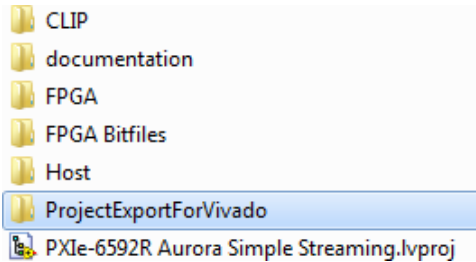 CLIP
documentation
FPGA
FPGA Bitfiles
Host
ProjectExportForVivado
PXIe-6592R Aurora Simple Streaming.lvproj